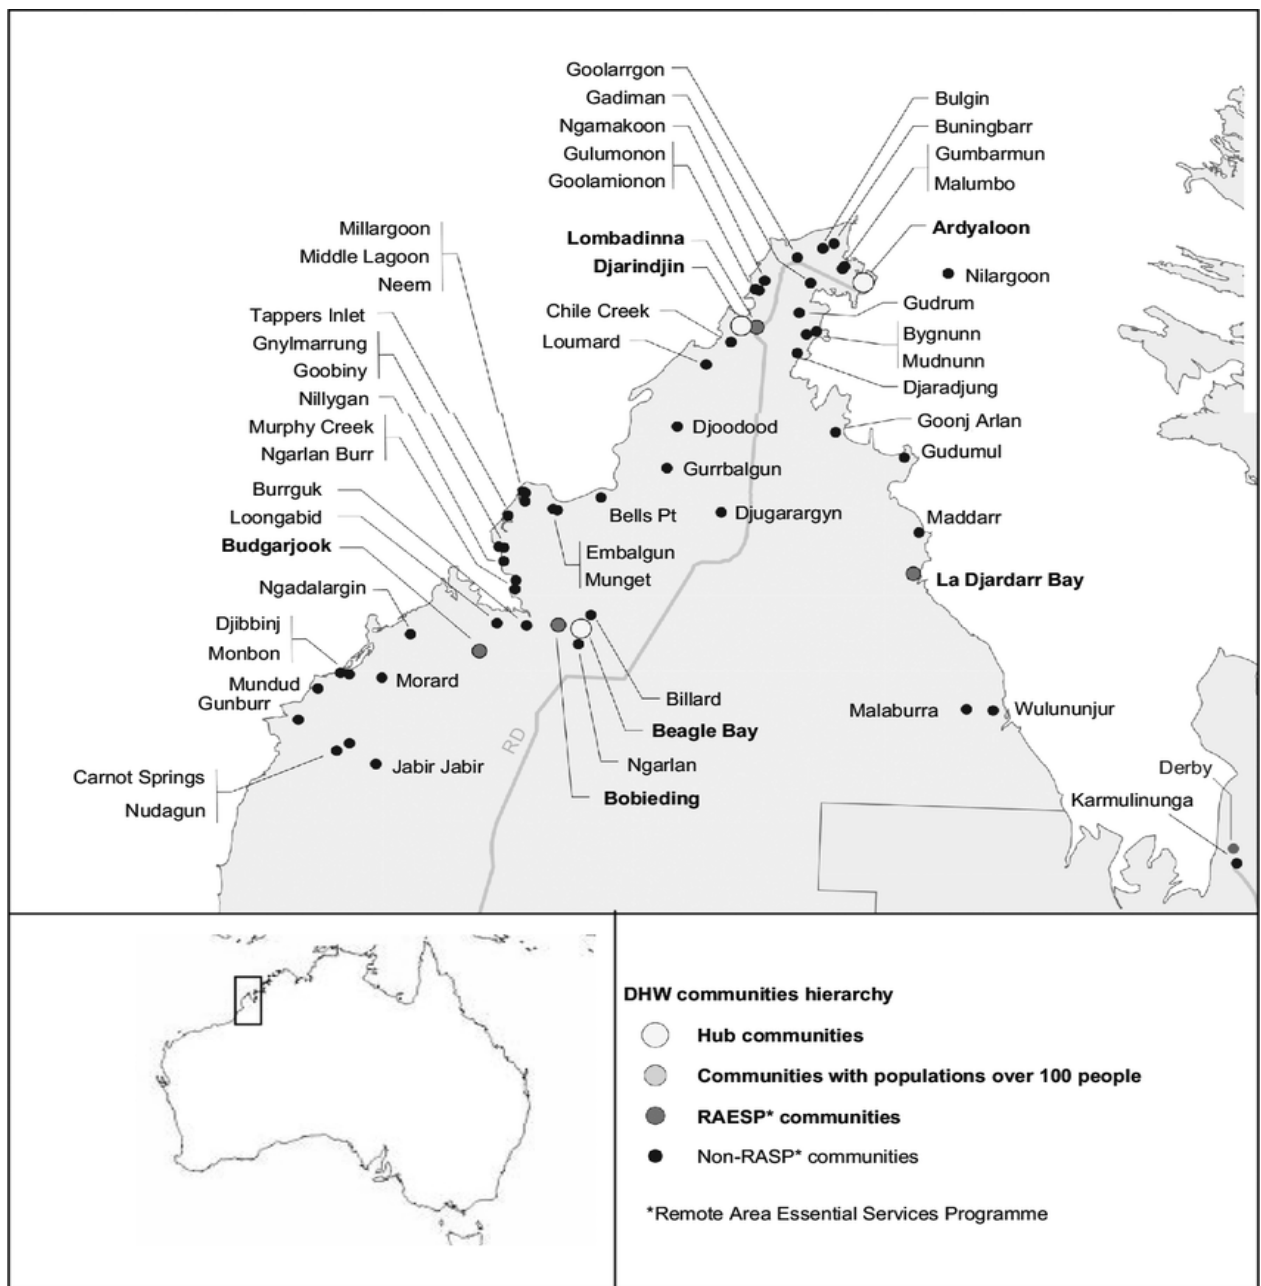 Goolarrgon
Gadiman
Ngamakoon
Gulumonon
Goolamionon
Lombadinna
Djarindjin
Chile Creek
Loumard
Bulgin
Buningbarr
Gumbarmun
Malumbo
Ardyaloon
Nilargoon
Gudrum
Bygnunn
Mudnunn
Djaradjung
Goonj Arlan
Gudumul
Maddarr
La Djardarr Bay
Millargoon
Middle Lagoon
Neem
Tappers Inlet
Gnylmarrung
Goobiny
Nillygan
Murphy Creek
Ngarlan Burr
Burrguk
Loongabid
Budgarjook
Ngadalargin
Djibbinj
Monbon
Mundud
Gunburr
Carnot Springs
Nudagun
Djoodood
Gurrbalgun
Djugarargyn
Bells Pt
Embalgun
Munget
Morard
Jabir Jabir
RD
Billard
Beagle Bay
Ngarlan
Bobieding
Malaburra
Wulununjur
Derby
Karmulinunga
DHW communities hierarchy
Hub communities
Communities with populations over 100 people
RAESP* communities
Non-RASP* communities
*Remote Area Essential Services Programme